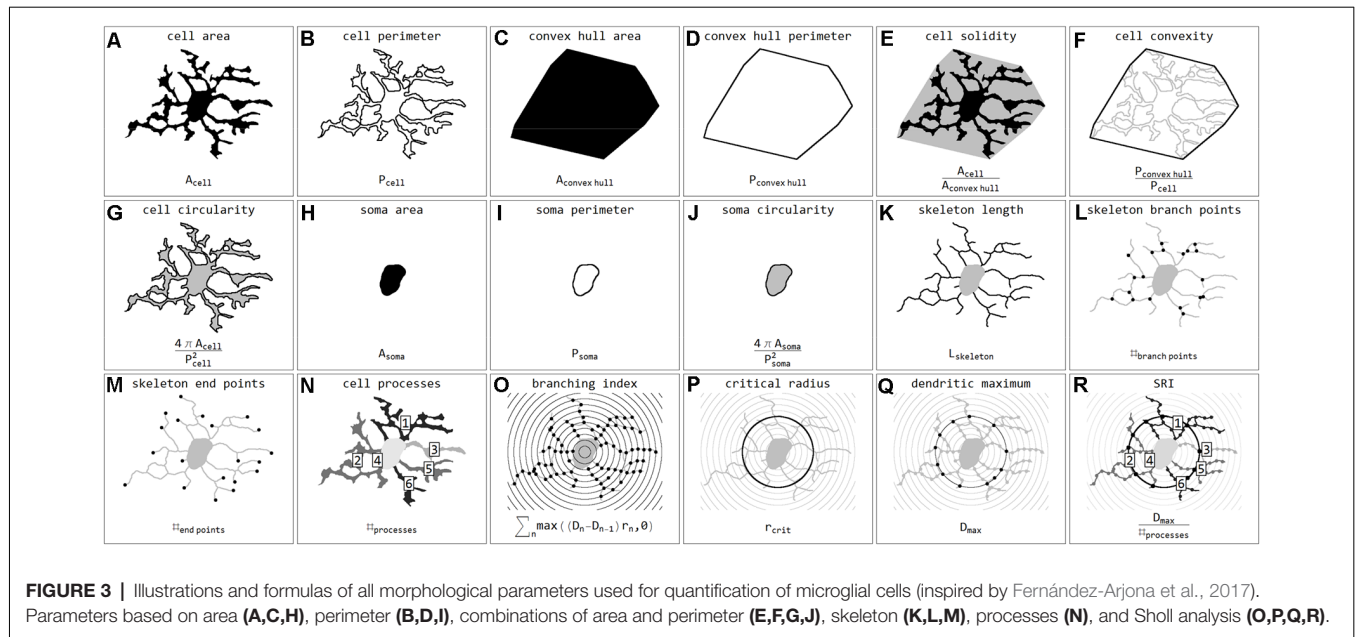 A cell area
A_cell
B cell perimeter
P_cell
C convex hull area
A_convex hull
D convex hull perimeter
P_convex hull
E cell solidity
A_cell
A_convex hull
F cell convexity
P_convex hull
P_cell
G cell circularity
4 π A_cell
P²_cell
H soma area
A_soma
I soma perimeter
P_soma
J soma circularity
4 π A_soma
P²_soma
K skeleton length
L_skeleton
L skeleton branch points
#branch points
M skeleton end points
#end points
N cell processes
1
2 4 3
5
6
#processes
O branching index
∑n max((Dn-Dn-1)rn,0)
P critical radius
r_crit
Q dendritic maximum
D_max
R SRI
1
2 4 3
5
6
D_max
#processes
FIGURE 3 | Illustrations and formulas of all morphological parameters used for quantification of microglial cells (inspired by Fernández-Arjona et al., 2017).
Parameters based on area (A,C,H), perimeter (B,D,I), combinations of area and perimeter (E,F,G,J), skeleton (K,L,M), processes (N), and Sholl analysis (O,P,Q,R).